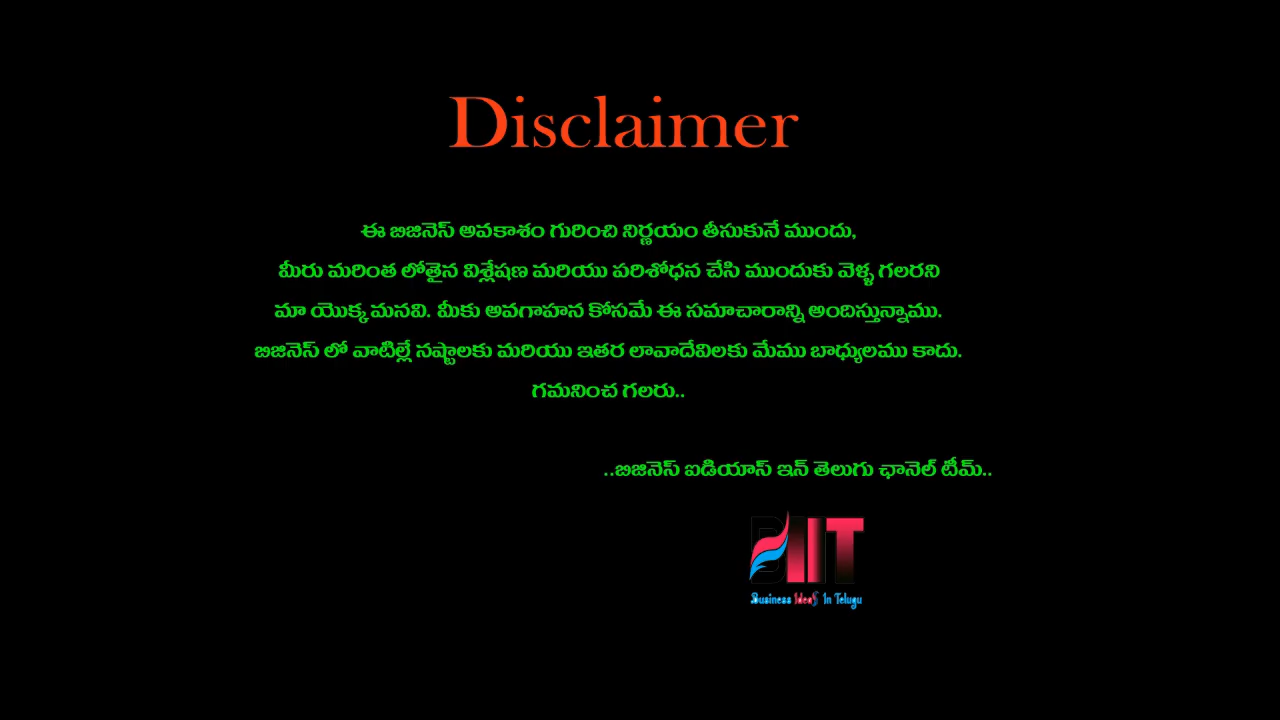 Disclaimer
ఈ బిజినెస్ అవకాశం గురించి నిర్ణయం తీసుకునే ముందు,
మీరు మరింత లోతైన విశ్లేషణ మరియు పరిశోధన చేసి ముందుకు వెళ్ళ గలరని
మా యొక్క మనవి. మీకు అవగాహన కోసమే ఈ సమాచారాన్ని అందిస్తున్నాము.
బిజినెస్ లో వాటిల్లే నష్టాలకు మరియు ఇతర లావాదేవిలకు మేము బాధ్యులము కాదు.
గమనించ గలరు..
..బిజినెస్ ఐడియాస్ ఇన్ తెలుగు ఛానెల్ టీమ్..
BIIT
Business Ideas In Telugu